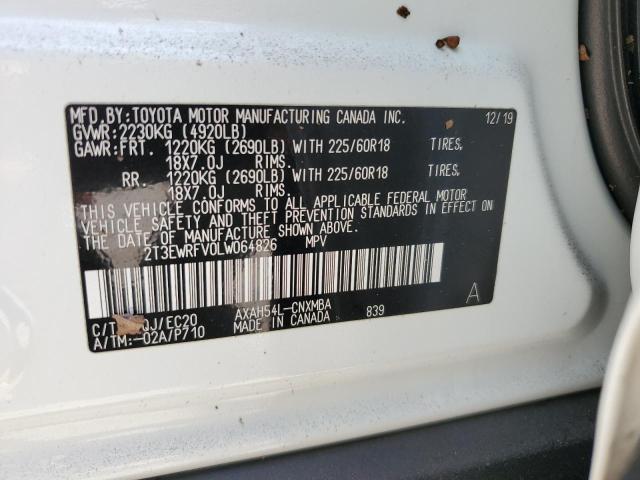 MFD.BY:TOYOTA MOTOR MANUFACTURING CANADA INC. 12/19
GVWR:2230KG (4920LB)
GAWR:FRT. 1220KG (2690LB) WITH 225/60R18 TIRES,
18X7.0J RIMS.
RR. 1220KG (2690LB) WITH 225/60R18 TIRES,
18X7.0J RIMS.
THIS VEHICLE CONFORMS TO ALL APPLICABLE FEDERAL MOTOR
VEHICLE SAFETY AND THEFT PREVENTION STANDARDS IN EFFECT ON
THE DATE OF MANUFACTURE SHOWN ABOVE.
2T3EWRFV0LW064826 MPV
C/T QJ/EC20 AXAH54L-CNXMBA 839 A
A/TM:-02A/P710 MADE IN CANADA